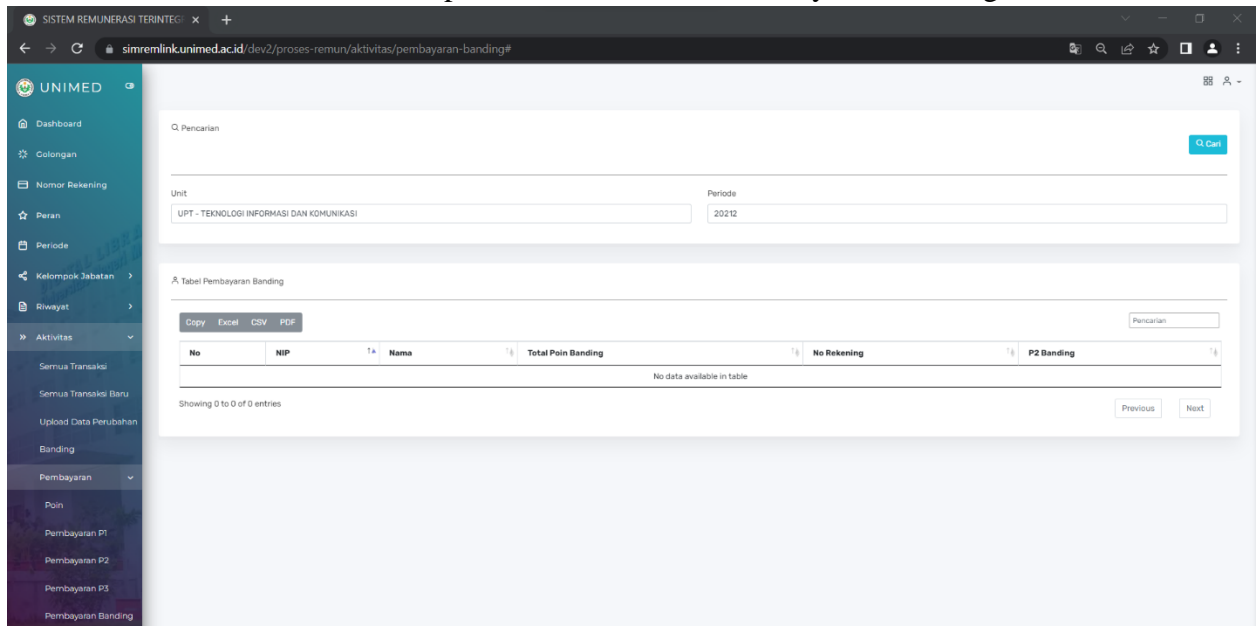 SISTEM REMUNERASI TERINTEG
simremlink.unimed.ac.id/dev2/proses-remun/aktivitas/pembayaran-banding#
UNIMED
Dashboard
Golongan
Nomor Rekening
Peran
Periode
Kelompok Jabatan
Riwayat
Aktivitas
Semua Transaksi
Semua Transaksi Baru
Upload Data Perubahan
Banding
Pembayaran
Poin
Pembayaran P1
Pembayaran P2
Pembayaran P3
Pembayaran Banding
Pencarian
Cari
Unit Periode
UPT - TEKNOLOGI INFORMASI DAN KOMUNIKASI 20212
Tabel Pembayaran Banding
Copy Excel CSV PDF Pencarian
No NIP Nama Total Poin Banding No Rekening P2 Banding
No data available in table
Showing 0 to 0 of 0 entries Previous Next